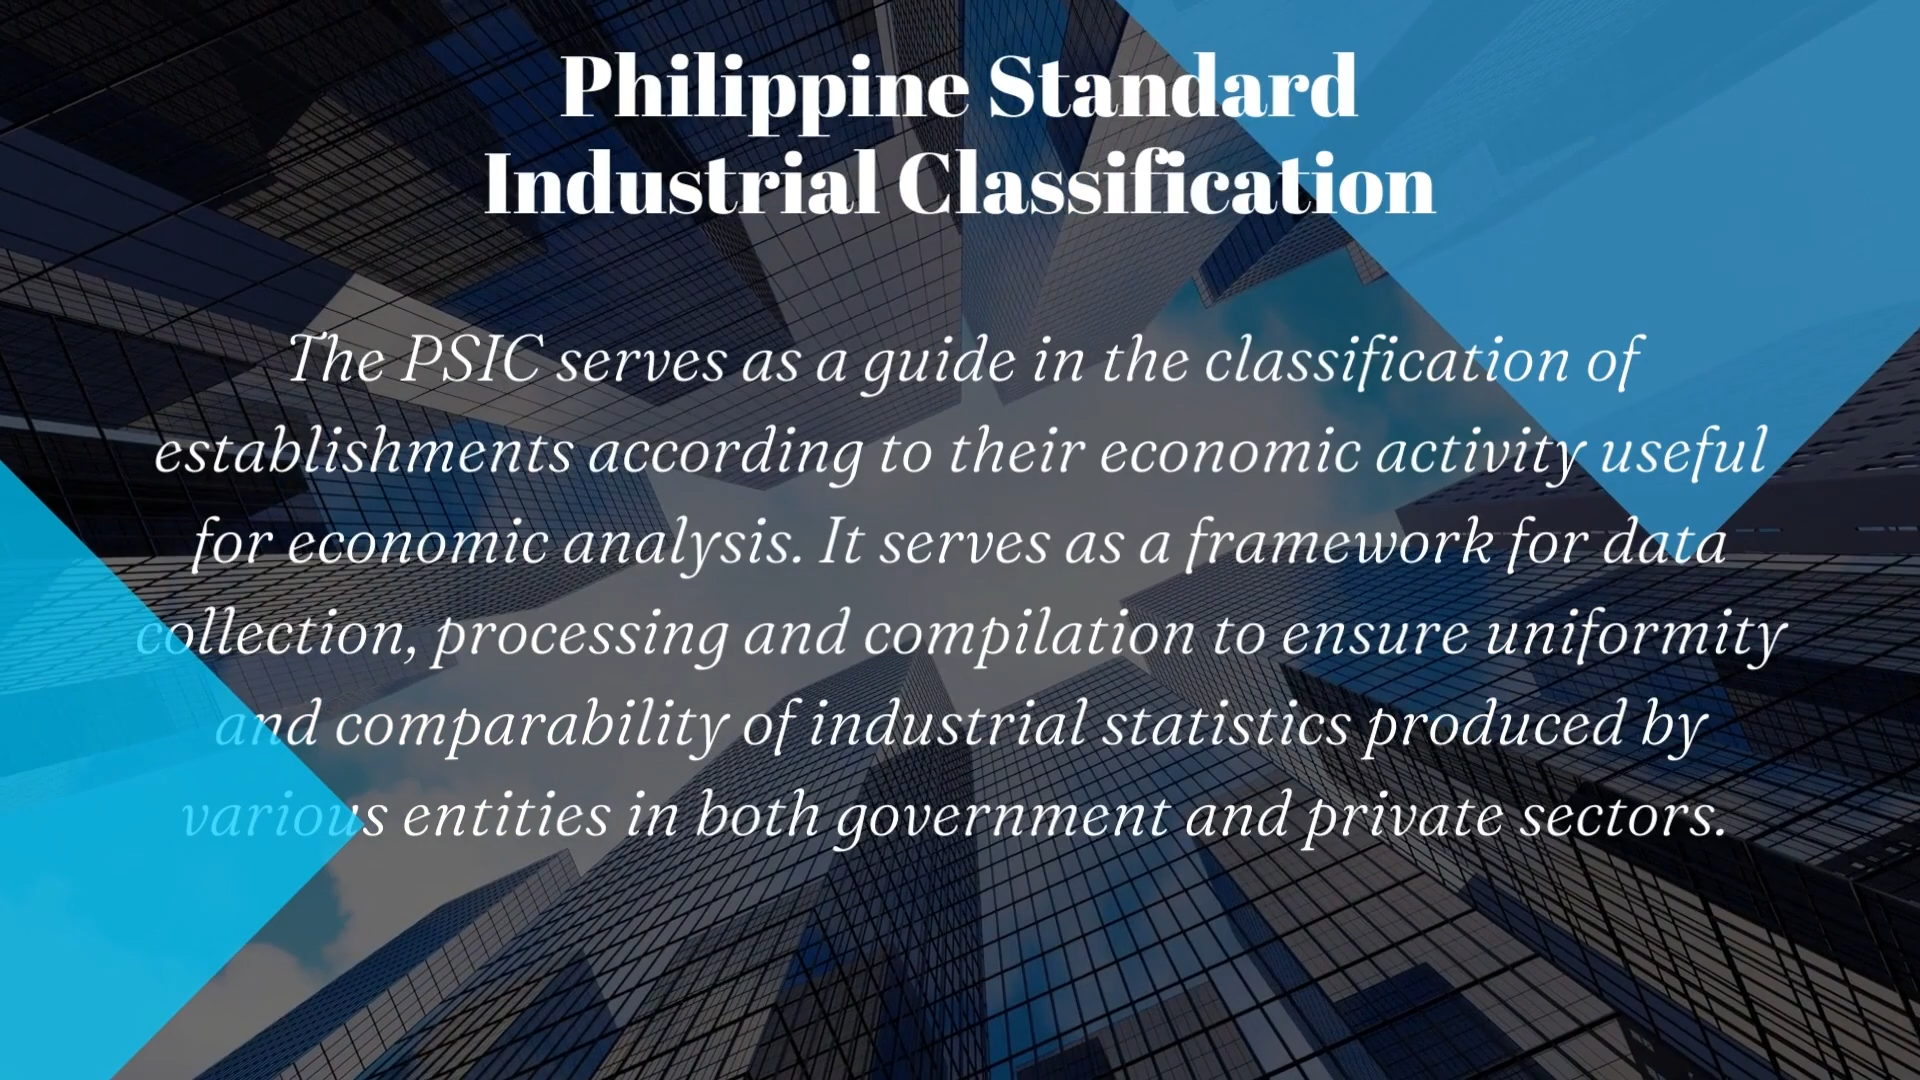 Philippine Standard
Industrial Classification
The PSIC serves as a guide in the classification of
establishments according to their economic activity useful
for economic analysis. It serves as a framework for data
collection, processing and compilation to ensure uniformity
and comparability of industrial statistics produced by
various entities in both government and private sectors.